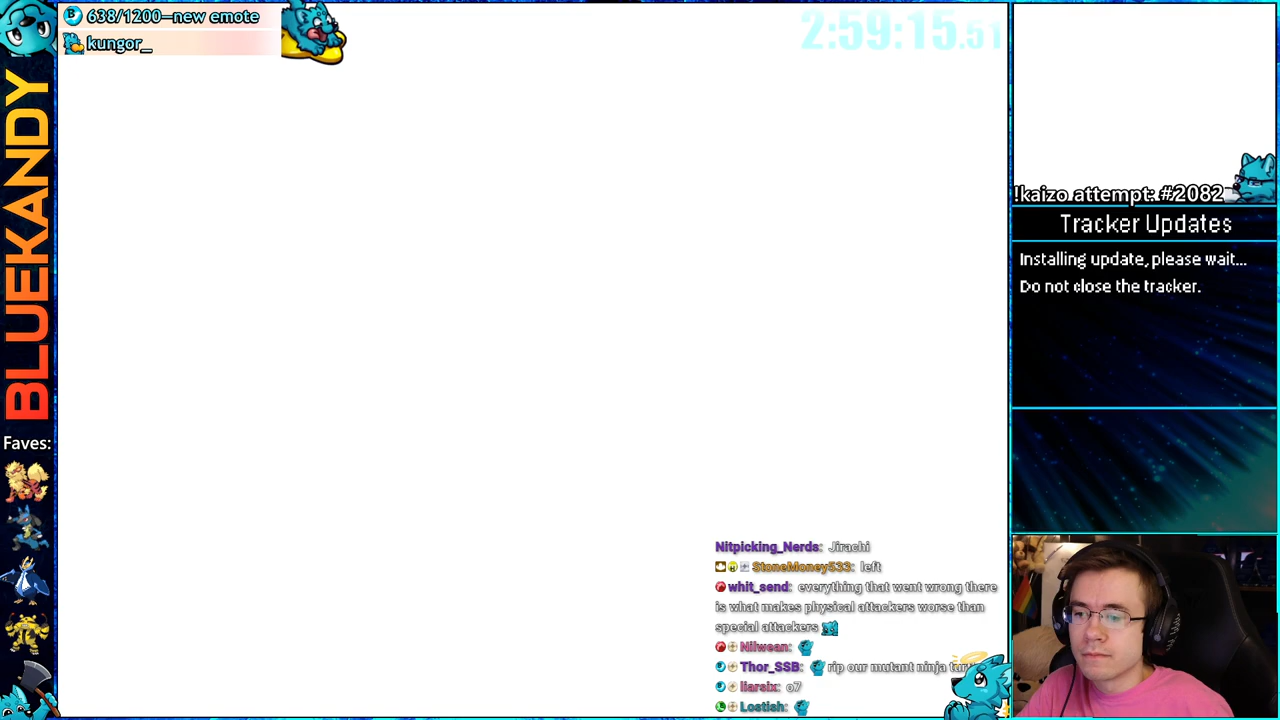 638/1200—new emote
kungor_
BLUEKANDY
Faves:
2:59:15.51
!kaizo attempt: #2082
Tracker Updates
Installing update, please wait...
Do not close the tracker.
Nitpicking_Nerds: Jirachi
StoneMoney533: left
whit_send: everything that went wrong there
is what makes physical attackers worse than
special attackers
Nilwean:
Thor_SSB: rip our mutant ninja
liarsix: o7
Lostish: